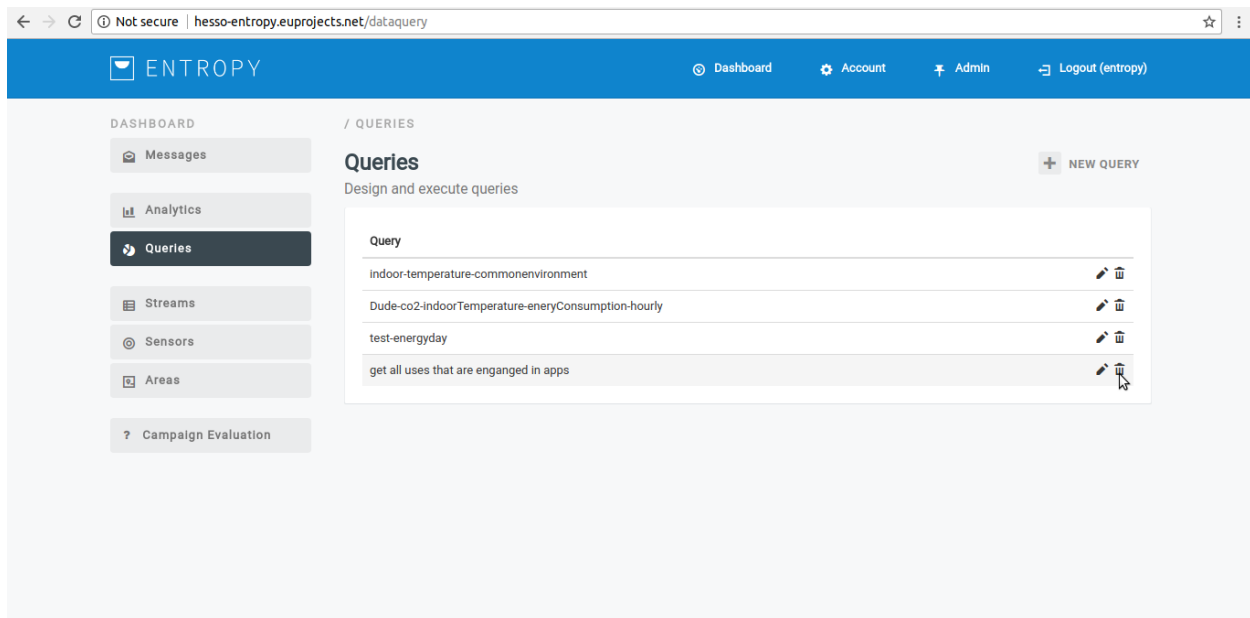 Not secure | hesso-entropy.euprojects.net/dataquery
ENTROPY
Dashboard
Account
Admin
Logout (entropy)
DASHBOARD
Messages
Analytics
Queries
Streams
Sensors
Areas
? Campaign Evaluation
/ QUERIES
Queries
Design and execute queries
+ NEW QUERY
Query
indoor-temperature-commonenvironment
Dude-co2-indoorTemperature-eneryConsumption-hourly
test-energyday
get all uses that are enganged in apps